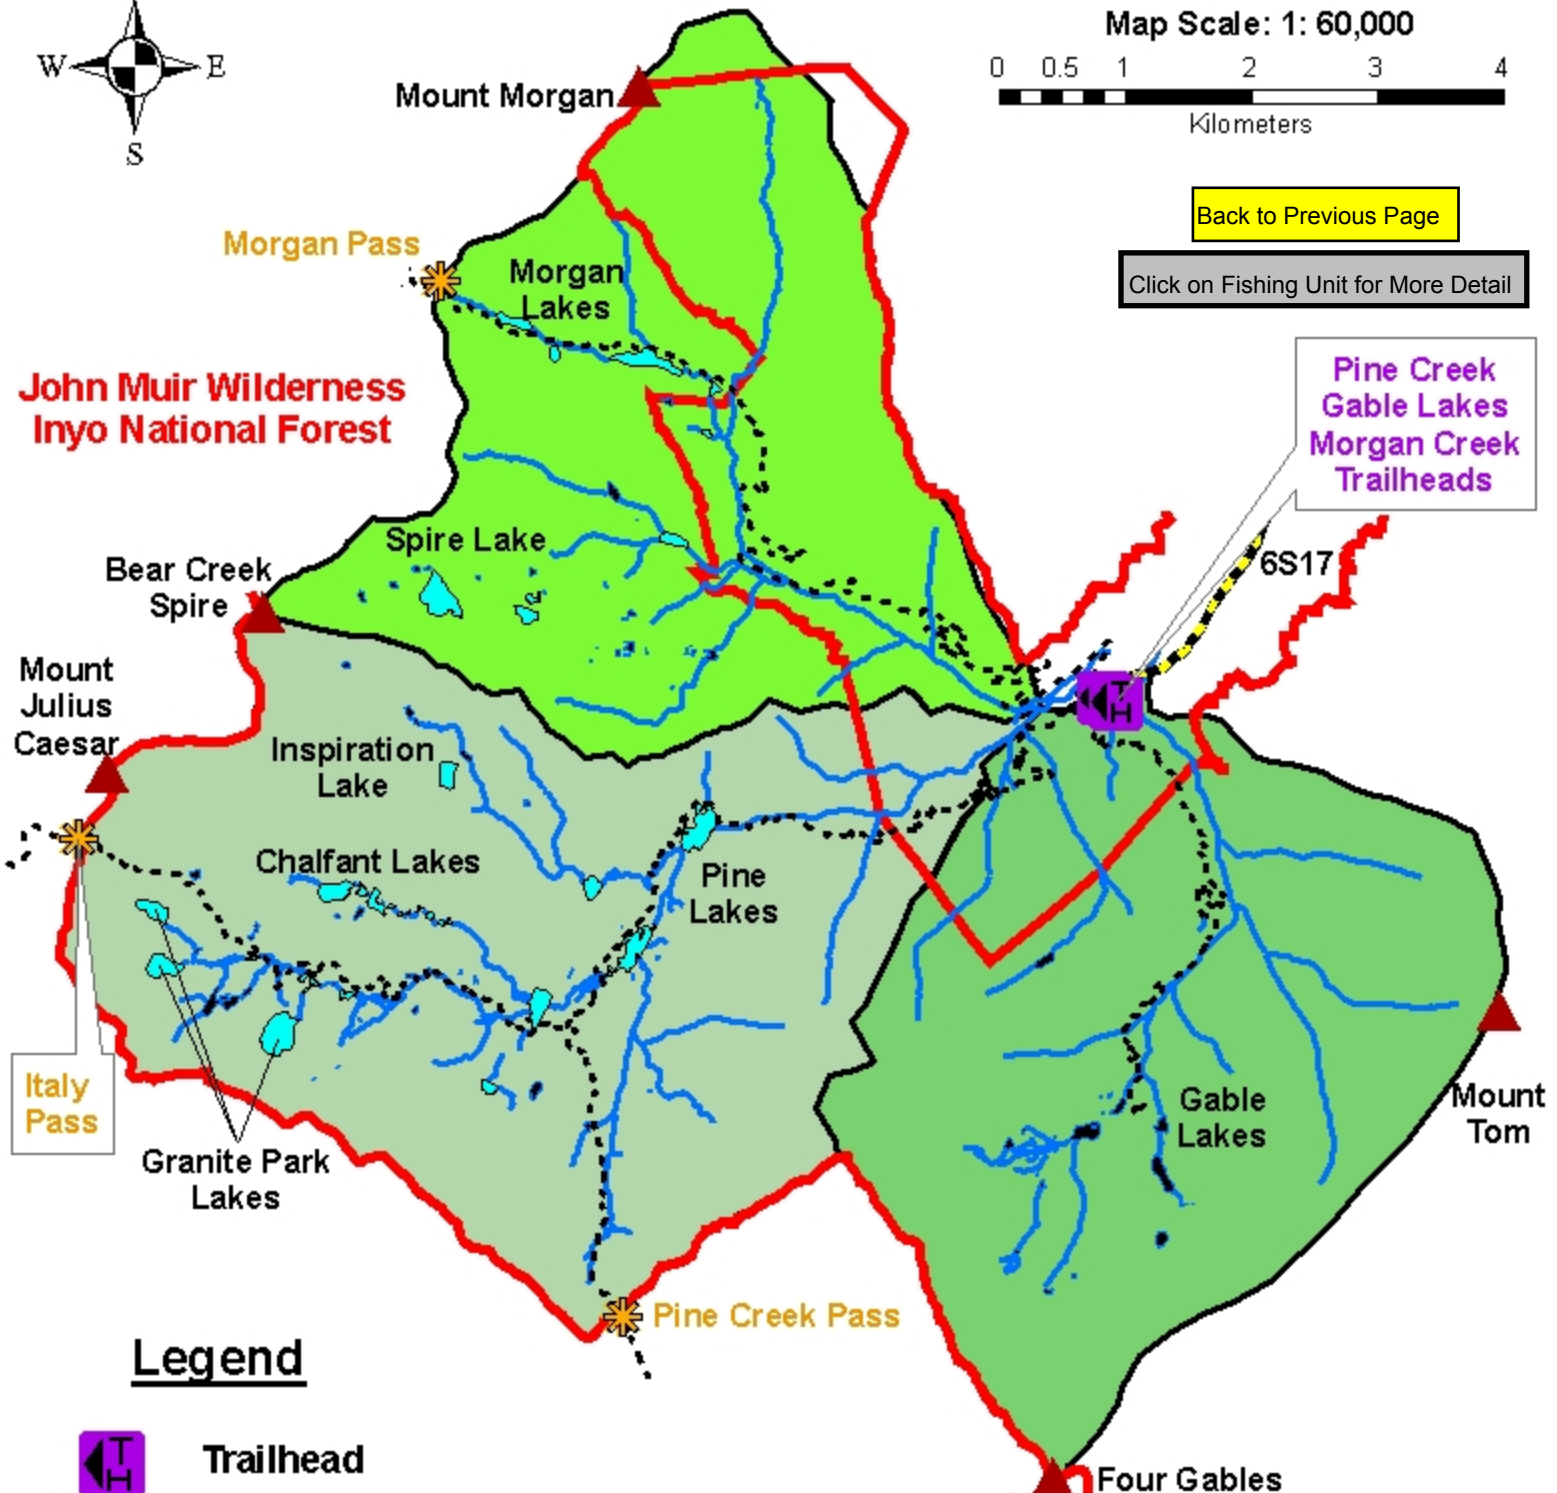 Map Scale: 1: 60,000
0 0.5 1 2 3 4
Kilometers
W E
S
Mount Morgan
Back to Previous Page
Click on Fishing Unit for More Detail
Morgan Pass
Morgan
Lakes
John Muir Wilderness
Inyo National Forest
Pine Creek
Gable Lakes
Morgan Creek
Trailheads
Spire Lake
6S17
Bear Creek
Spire
Mount
Julius
Caesar
T
H
Inspiration
Lake
Chalfant Lakes
Pine
Lakes
Italy
Pass
Gable
Lakes
Mount
Tom
Granite Park
Lakes
Pine Creek Pass
Legend
T
H
Trailhead
Four Gables